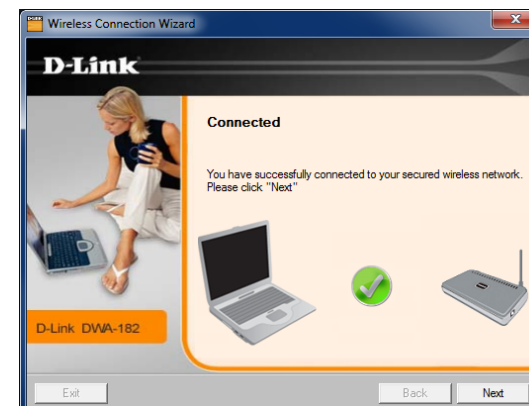 Wireless Connection Wizard
D-Link
Connected
You have successfully connected to your secured wireless network.
Please click "Next"
D-Link DWA-182
Exit
Back
Next